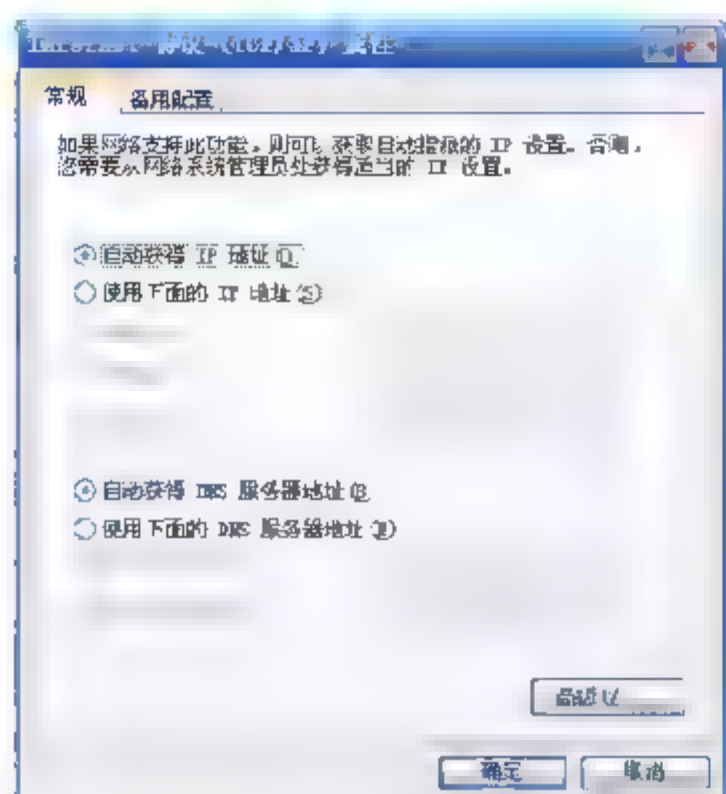 常规 备用配置
如果网络支持此功能，则可以获取自动指派的 IP 设置。否则，
您需要从网络系统管理员处获得适当的 IP 设置。
自动获得 IP 地址(O)
使用下面的 IP 地址(S)
自动获得 DNS 服务器地址(B)
使用下面的 DNS 服务器地址(E)
高级(V)
确定 取消